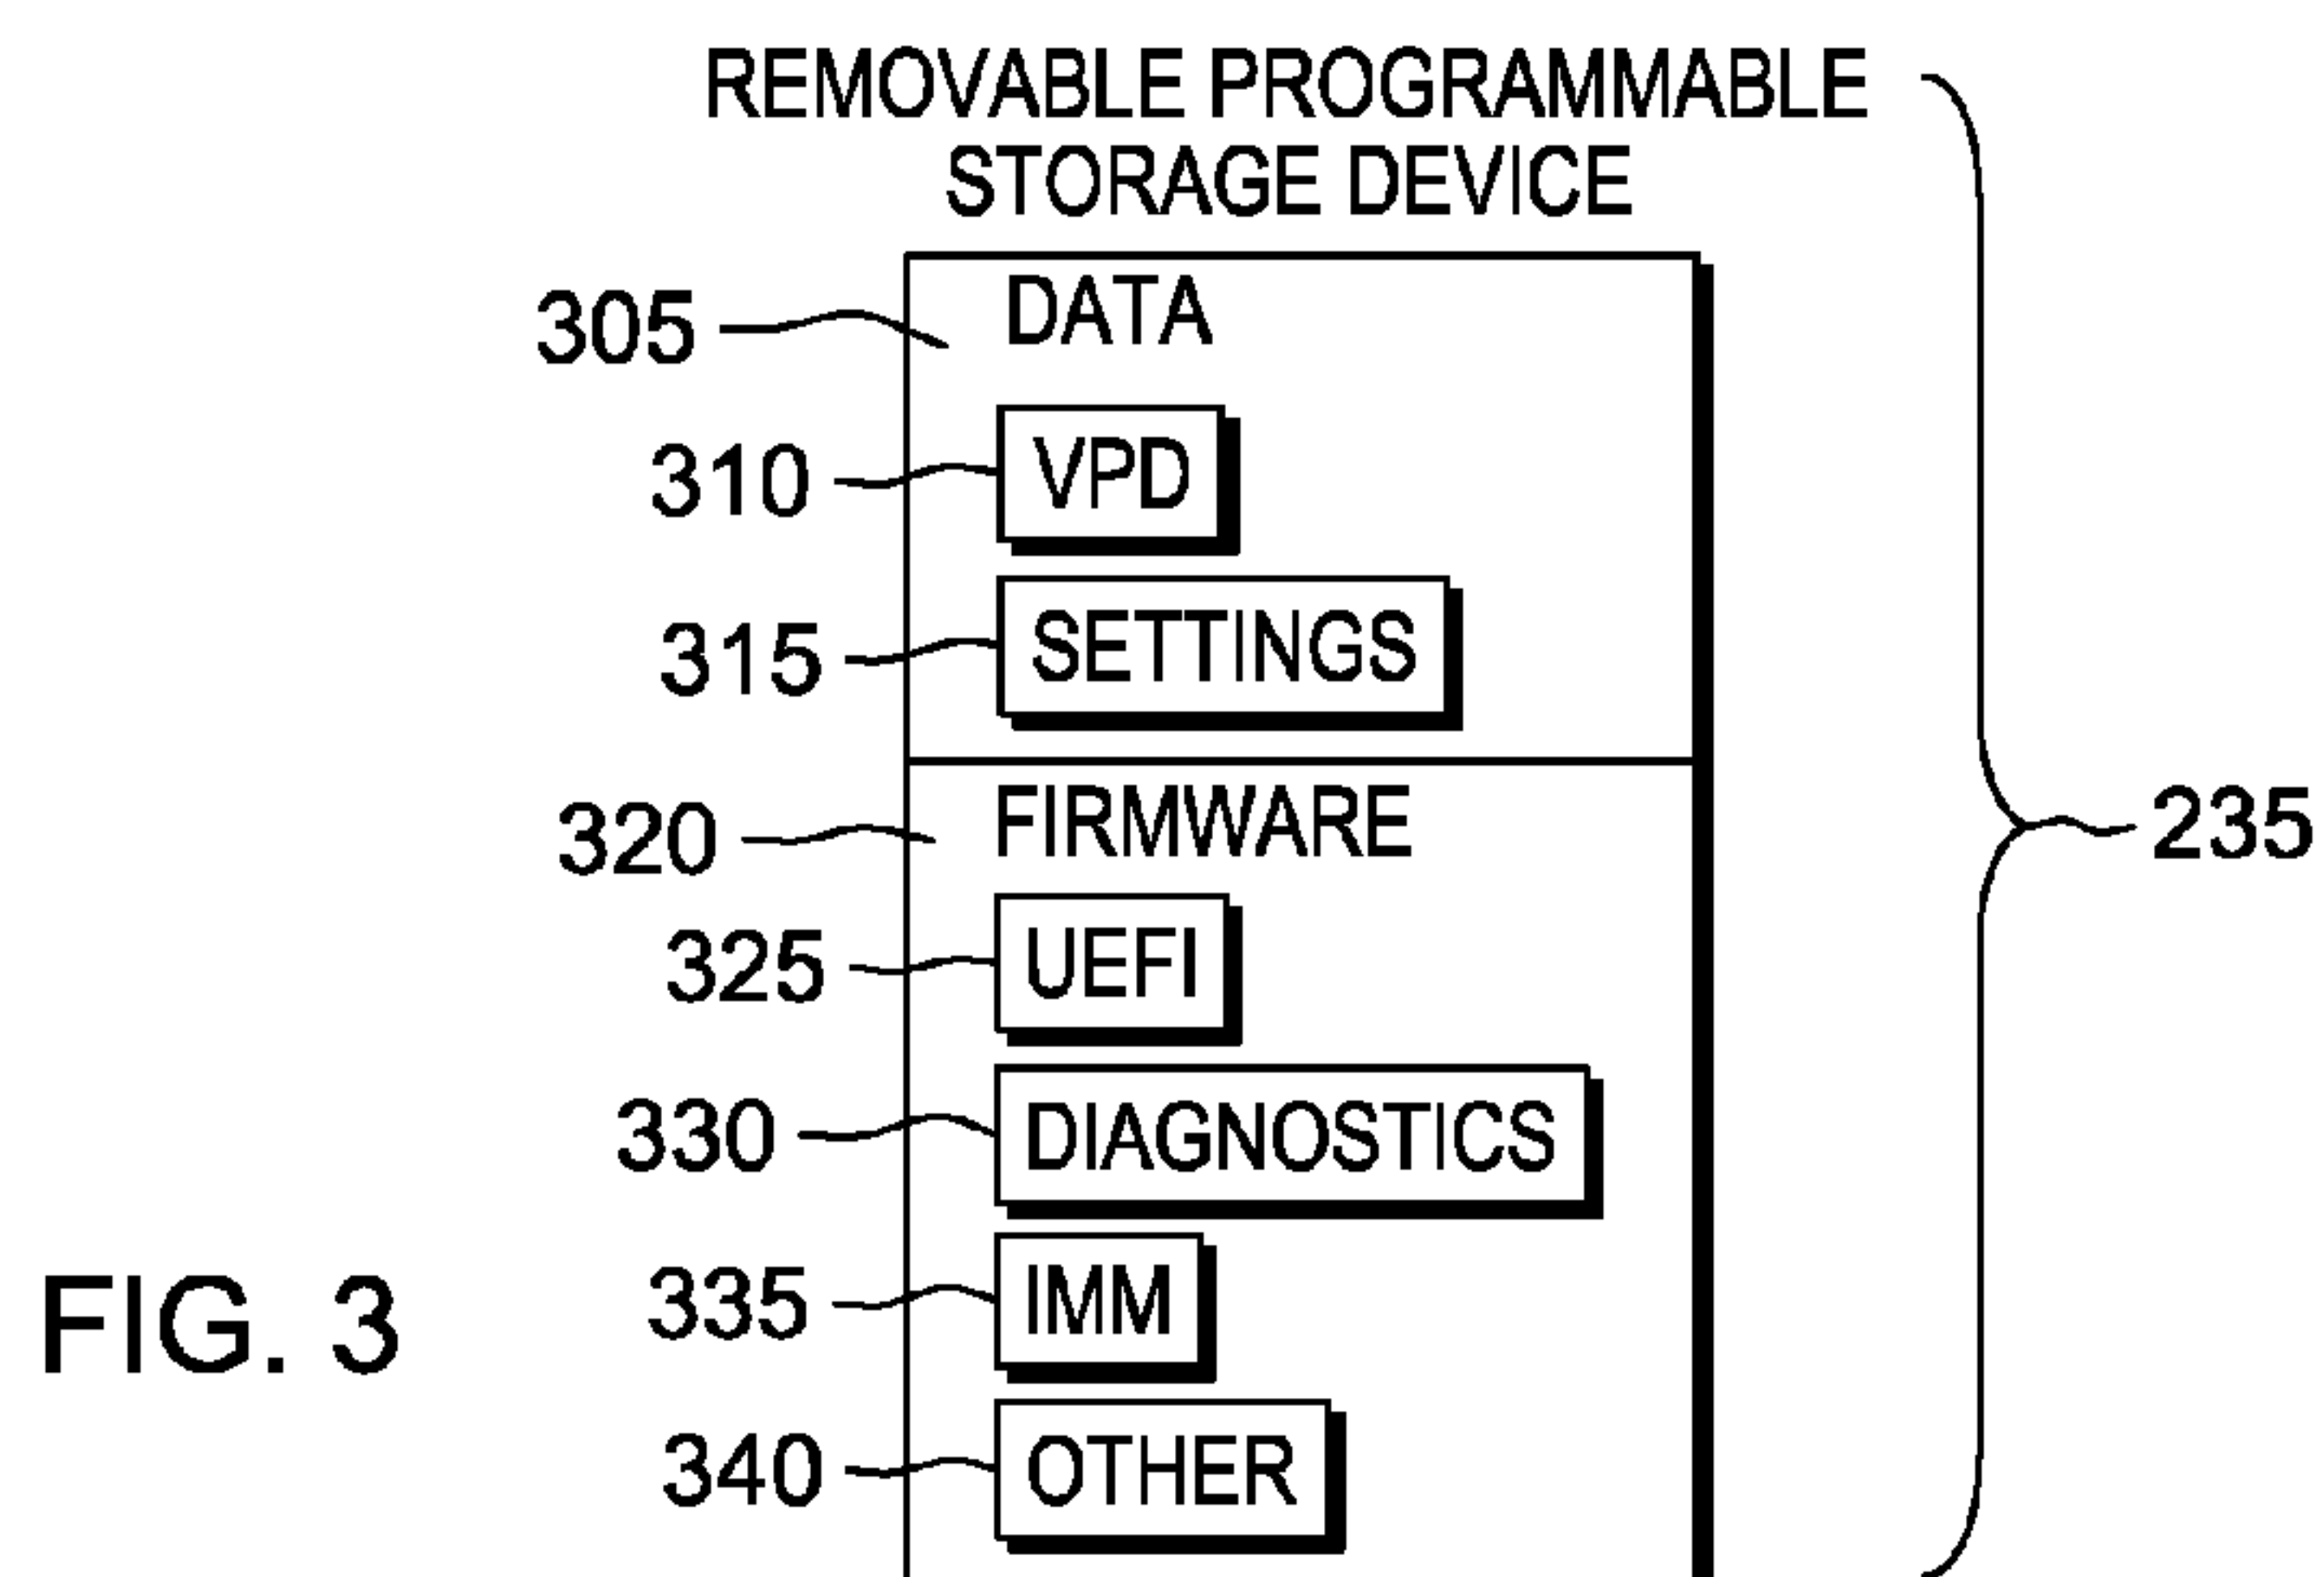 REMOVABLE PROGRAMMABLE
STORAGE DEVICE
305 DATA
310 VPD
315 SETTINGS
320 FIRMWARE
235
325 UEFI
330 DIAGNOSTICS
335 IMM
FIG. 3
340 OTHER